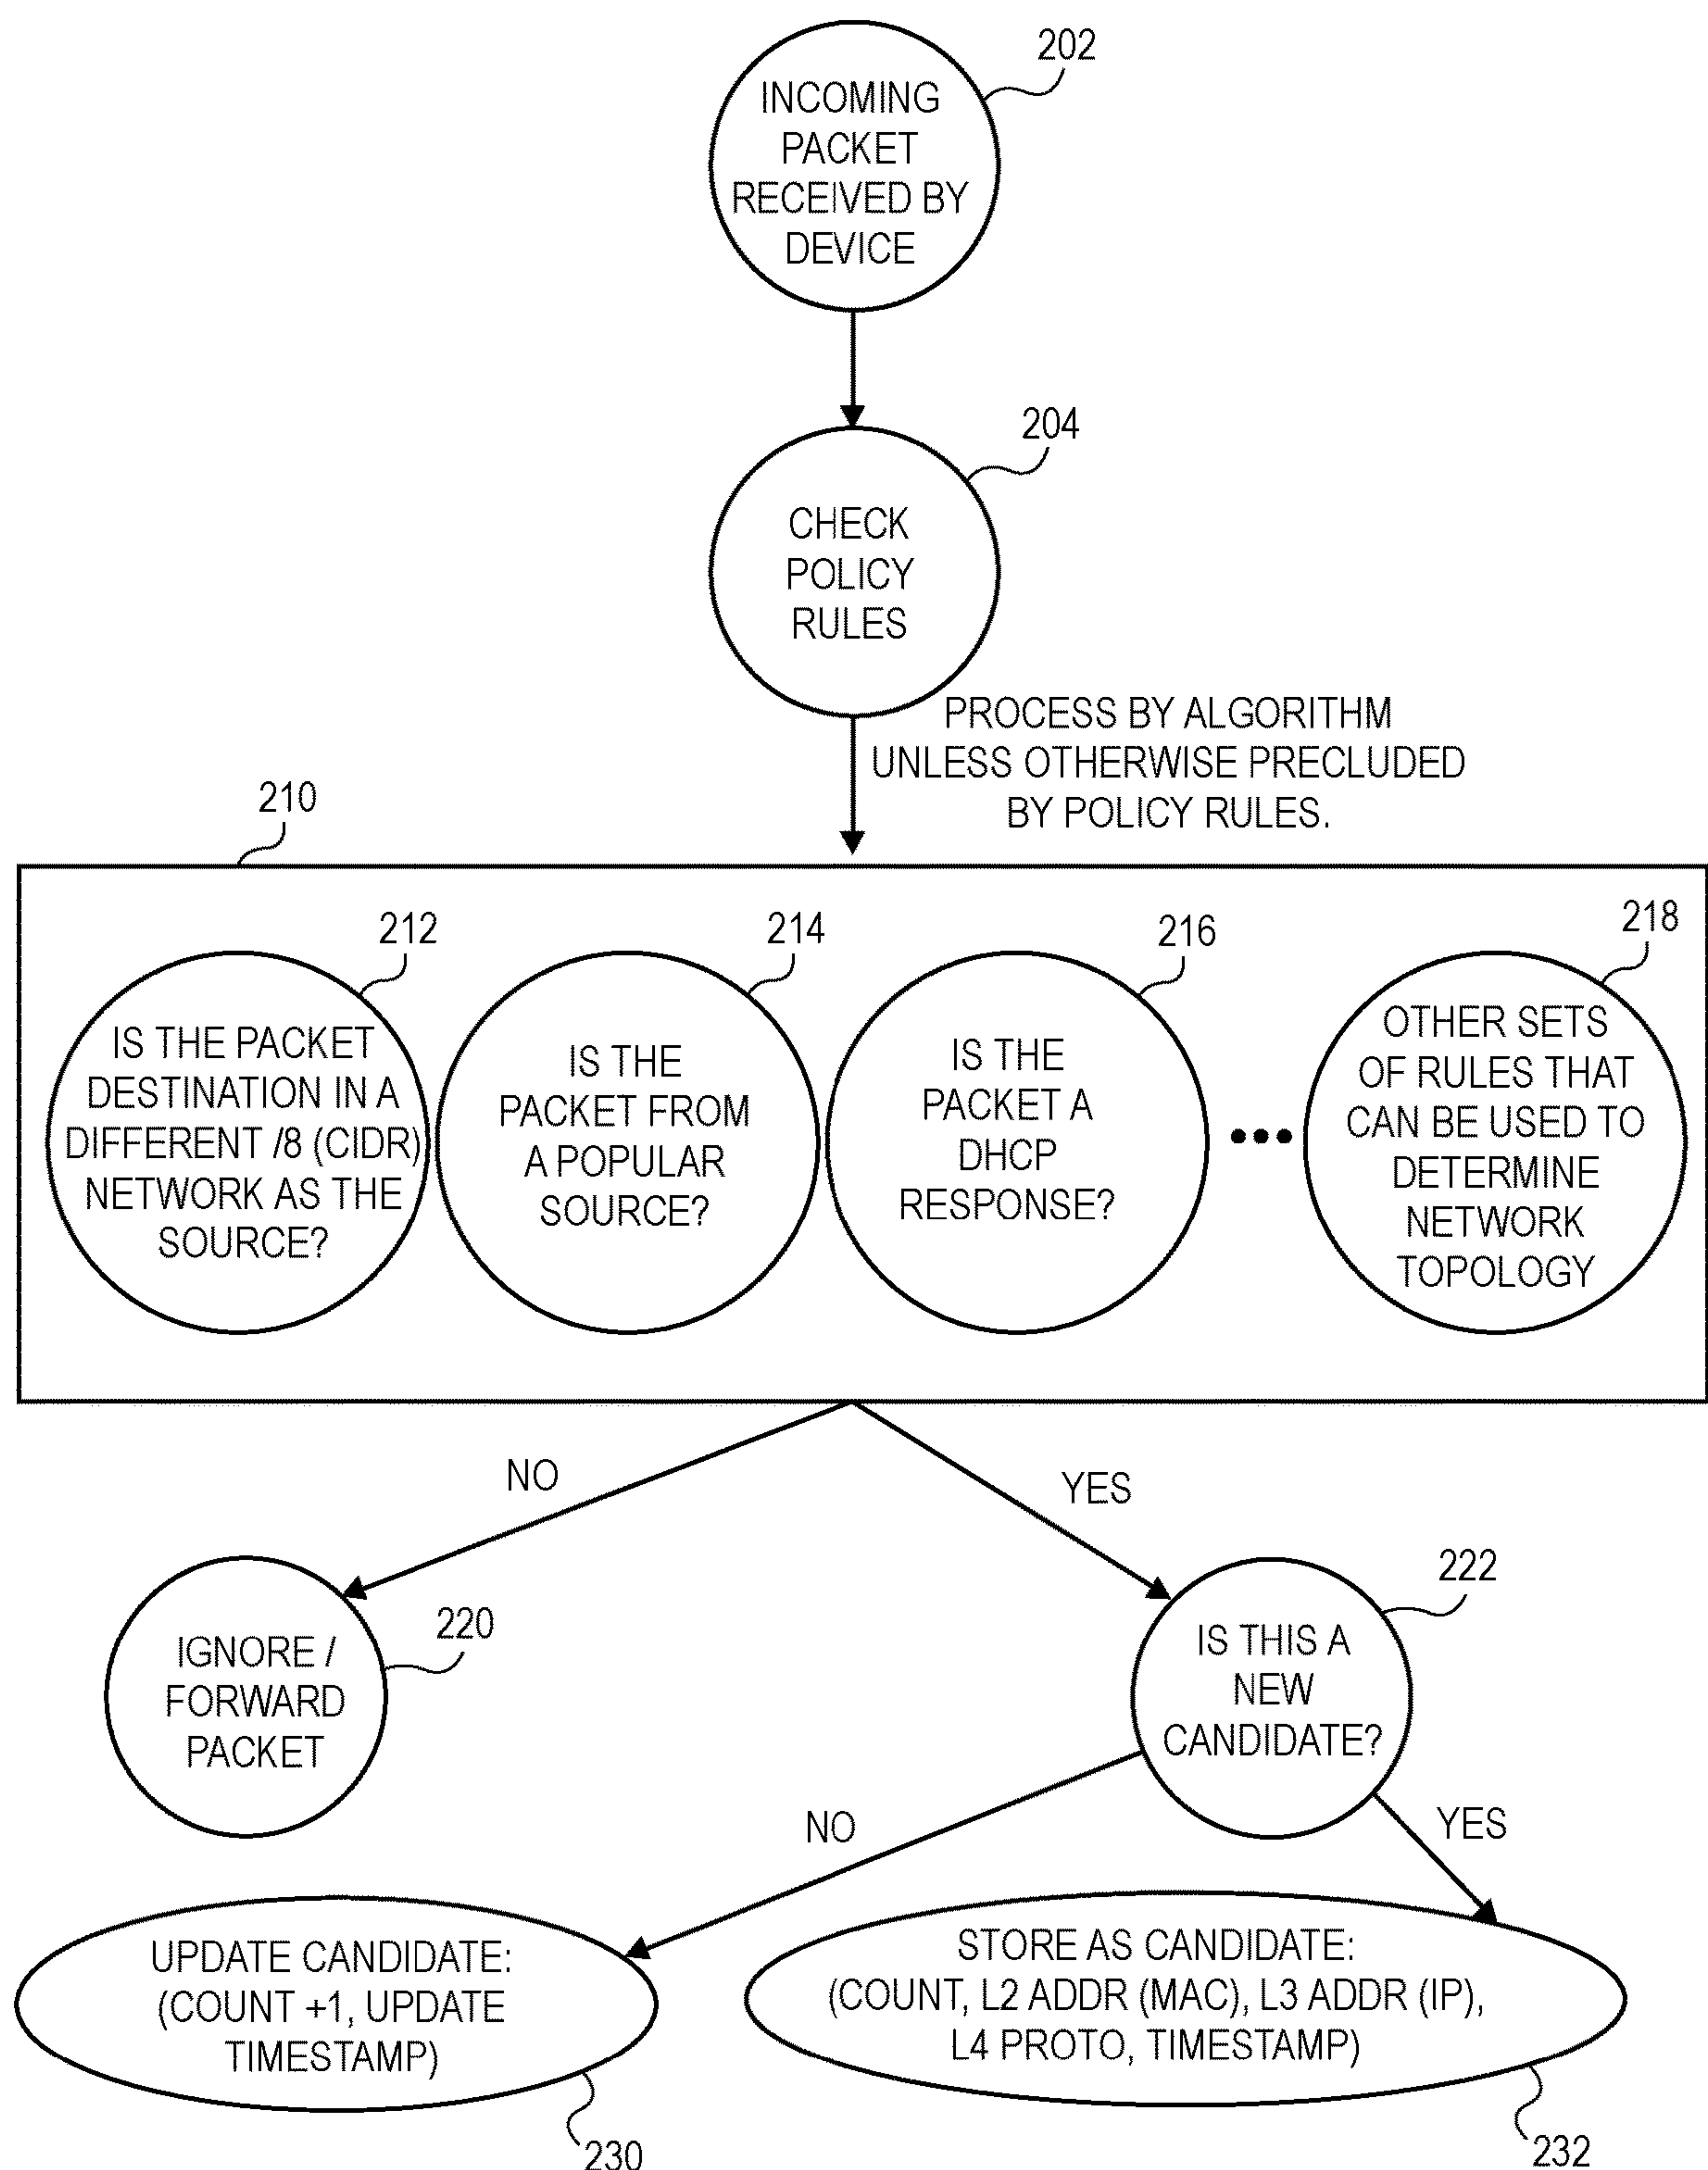 202
INCOMING
PACKET
RECEIVED BY
DEVICE
204
CHECK
POLICY
RULES
PROCESS BY ALGORITHM
UNLESS OTHERWISE PRECLUDED
BY POLICY RULES.
210
212
IS THE PACKET
DESTINATION IN A
DIFFERENT /8 (CIDR)
NETWORK AS THE
SOURCE?
214
IS THE
PACKET FROM
A POPULAR
SOURCE?
216
IS THE
PACKET A
DHCP
RESPONSE?
218
OTHER SETS
OF RULES THAT
CAN BE USED TO
DETERMINE
NETWORK
TOPOLOGY
NO
YES
220
IGNORE /
FORWARD
PACKET
222
IS THIS A
NEW
CANDIDATE?
NO
YES
UPDATE CANDIDATE:
(COUNT +1, UPDATE
TIMESTAMP)
230
STORE AS CANDIDATE:
(COUNT, L2 ADDR (MAC), L3 ADDR (IP),
L4 PROTO, TIMESTAMP)
232